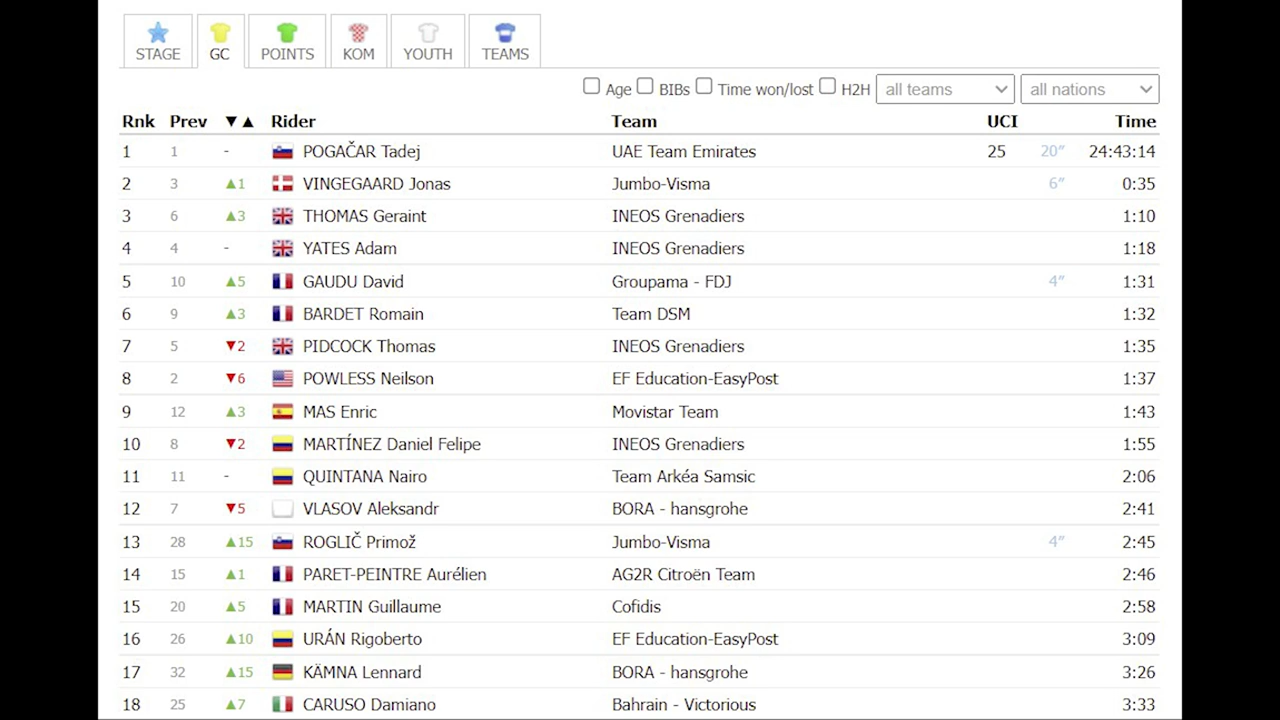 STAGE GC POINTS KOM YOUTH TEAMS
Age BIBs Time won/lost H2H all teams all nations
Rnk Prev ▼▲ Rider Team UCI Time
1 1 - POGAČAR Tadej UAE Team Emirates 25 20″ 24:43:14
2 3 ▲1 VINGEGAARD Jonas Jumbo-Visma 6″ 0:35
3 6 ▲3 THOMAS Geraint INEOS Grenadiers 1:10
4 4 - YATES Adam INEOS Grenadiers 1:18
5 10 ▲5 GAUDU David Groupama - FDJ 4″ 1:31
6 9 ▲3 BARDET Romain Team DSM 1:32
7 5 ▼2 PIDCOCK Thomas INEOS Grenadiers 1:35
8 2 ▼6 POWLESS Neilson EF Education-EasyPost 1:37
9 12 ▲3 MAS Enric Movistar Team 1:43
10 8 ▼2 MARTÍNEZ Daniel Felipe INEOS Grenadiers 1:55
11 11 - QUINTANA Nairo Team Arkéa Samsic 2:06
12 7 ▼5 VLASOV Aleksandr BORA - hansgrohe 2:41
13 28 ▲15 ROGLIČ Primož Jumbo-Visma 4″ 2:45
14 15 ▲1 PARET-PEINTRE Aurélien AG2R Citroën Team 2:46
15 20 ▲5 MARTIN Guillaume Cofidis 2:58
16 26 ▲10 URÁN Rigoberto EF Education-EasyPost 3:09
17 32 ▲15 KÄMNA Lennard BORA - hansgrohe 3:26
18 25 ▲7 CARUSO Damiano Bahrain - Victorious 3:33